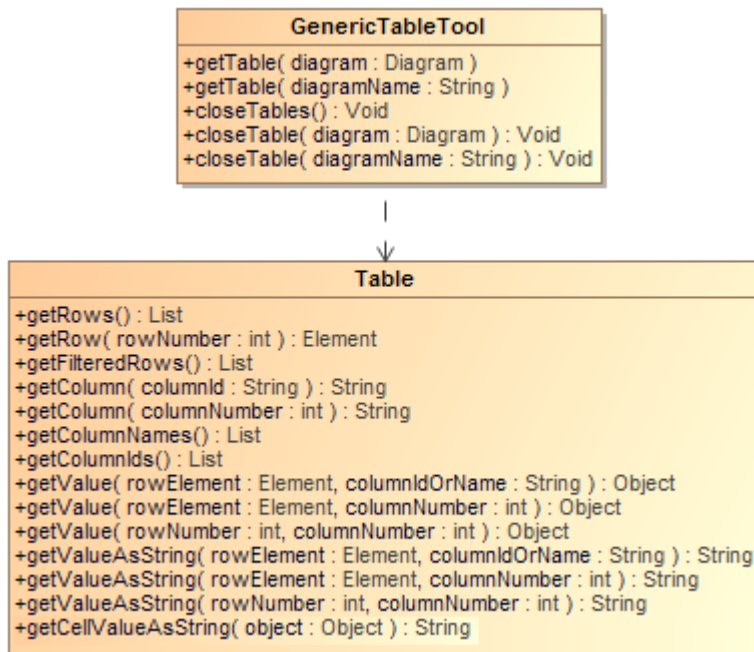 GenericTableTool
+getTable( diagram : Diagram )
+getTable( diagramName : String )
+closeTables() : Void
+closeTable( diagram : Diagram ) : Void
+closeTable( diagramName : String ) : Void
Table
+getRows() : List
+getRow( rowNumber : int ) : Element
+getFilteredRows() : List
+getColumn( columnId : String ) : String
+getColumn( columnNumber : int ) : String
+getColumnNames() : List
+getColumnIds() : List
+getValue( rowElement : Element, columnIdOrName : String ) : Object
+getValue( rowElement : Element, columnNumber : int ) : Object
+getValue( rowNumber : int, columnNumber : int ) : Object
+getValueAsString( rowElement : Element, columnIdOrName : String ) : String
+getValueAsString( rowElement : Element, columnNumber : int ) : String
+getValueAsString( rowNumber : int, columnNumber : int ) : String
+getCellValueAsString( object : Object ) : String